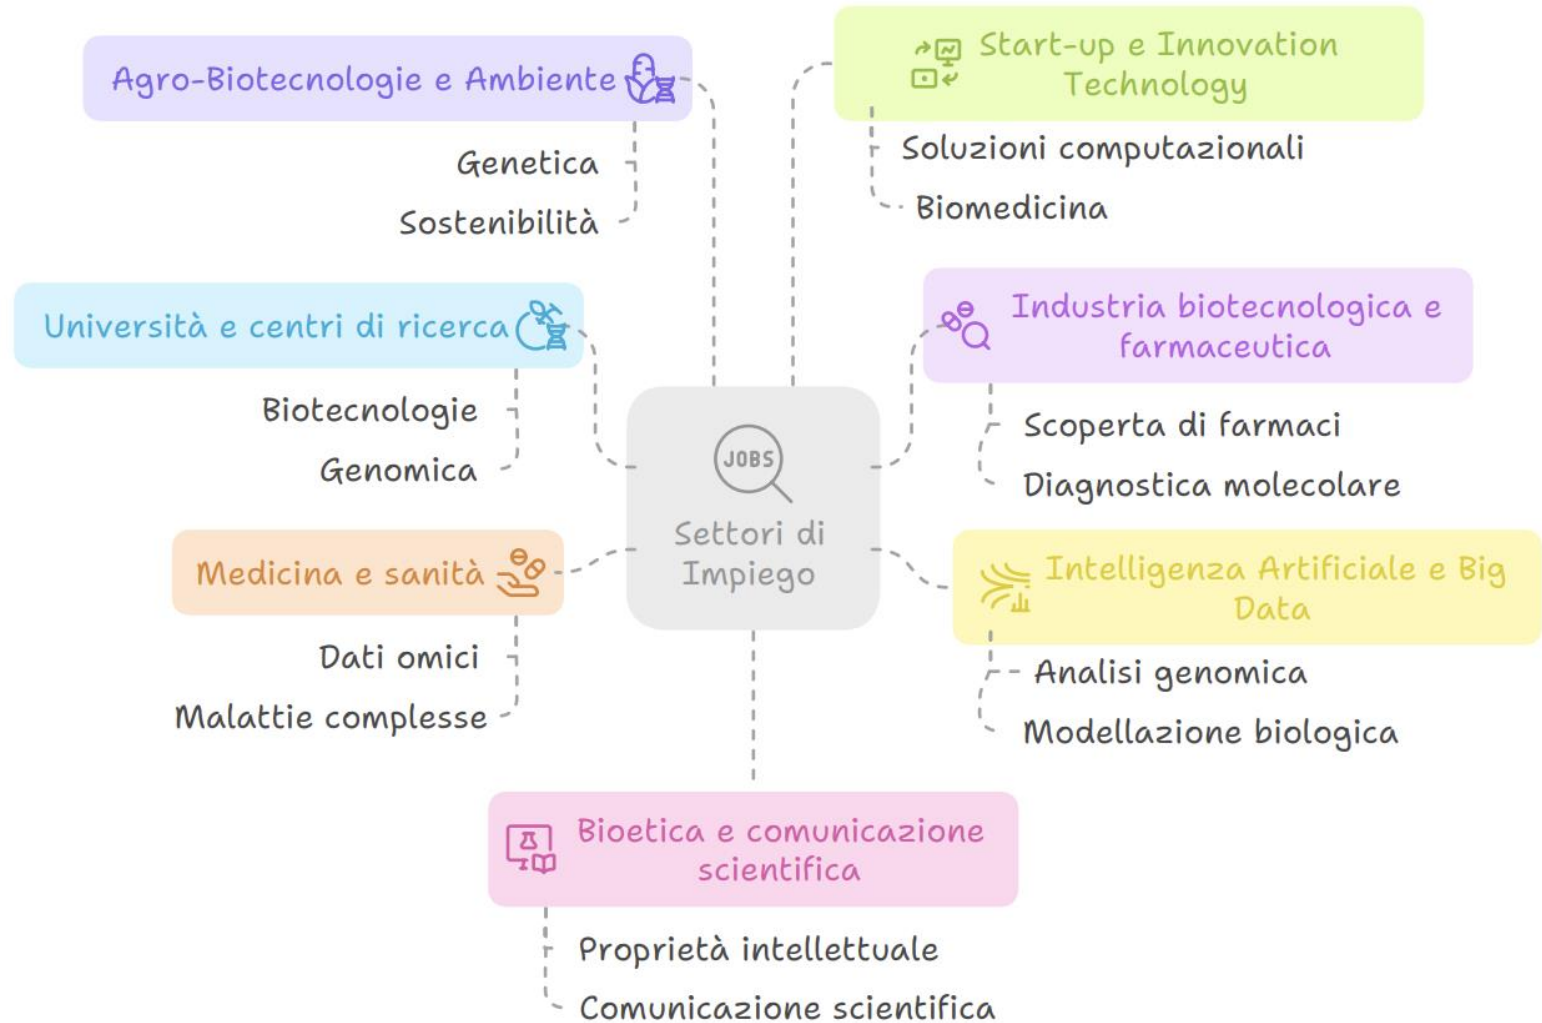 Agro-Biotecnologie e Ambiente
Genetica
Sostenibilità
Start-up e Innovation
Technology
Soluzioni computazionali
Biomedicina
Università e centri di ricerca
Biotecnologie
Genomica
Industria biotecnologica e
farmaceutica
Scoperta di farmaci
Diagnostica molecolare
JOBS
Settori di
Impiego
Medicina e sanità
Dati omici
Malattie complesse
Intelligenza Artificiale e Big
Data
Analisi genomica
Modellazione biologica
Bioetica e comunicazione
scientifica
Proprietà intellettuale
Comunicazione scientifica